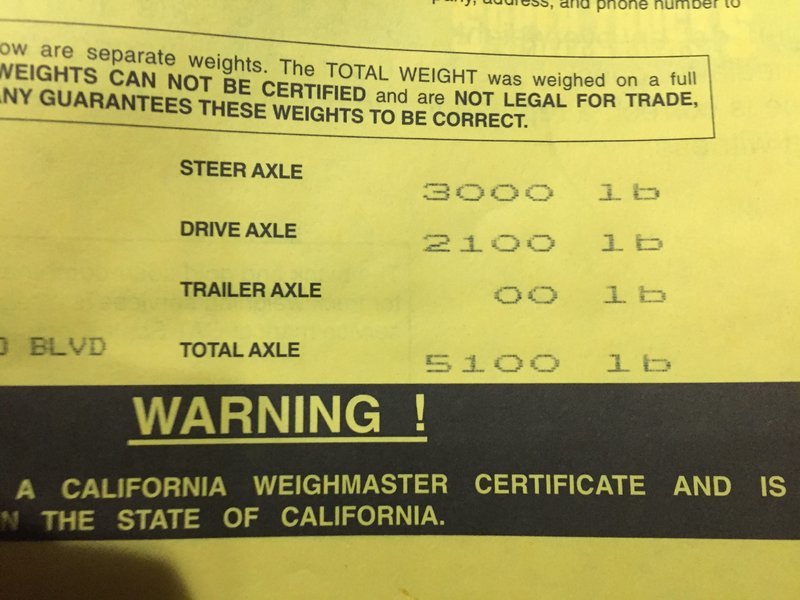 address, and phone number to
are separate weights. The TOTAL WEIGHT was weighed on a full
WEIGHTS CAN NOT BE CERTIFIED and are NOT LEGAL FOR TRADE,
GUARANTEES THESE WEIGHTS TO BE CORRECT.
STEER AXLE 3000 lb
DRIVE AXLE 2100 lb
TRAILER AXLE 00 lb
BLVD TOTAL AXLE 5100 lb
WARNING !
A CALIFORNIA WEIGHMASTER CERTIFICATE AND IS
THE STATE OF CALIFORNIA.